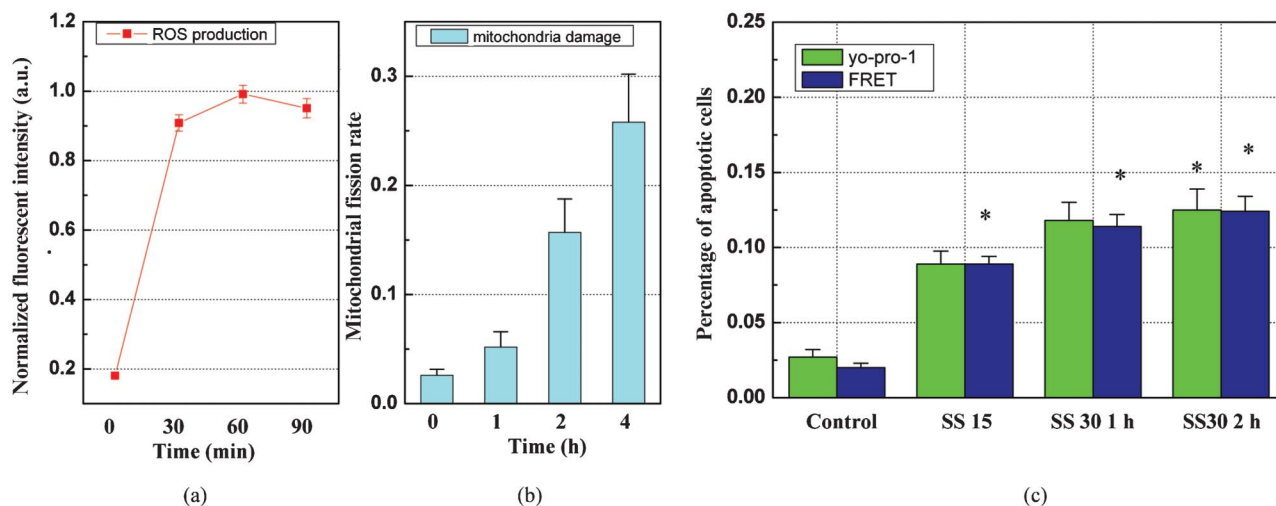 ROS production
Normalized fluorescent intensity (a.u.)
1.2
1.0
0.8
0.6
0.4
0.2
0 30 60 90
Time (min)
(a)
mitochondria damage
Mitochondrial fission rate
0.3
0.2
0.1
0.0
0 1 2 4
Time (h)
(b)
yo-pro-1
FRET
Percentage of apoptotic cells
0.25
0.20
0.15
0.10
0.05
0.00
* * * *
Control SS 15 SS 30 1 h SS30 2 h
(c)